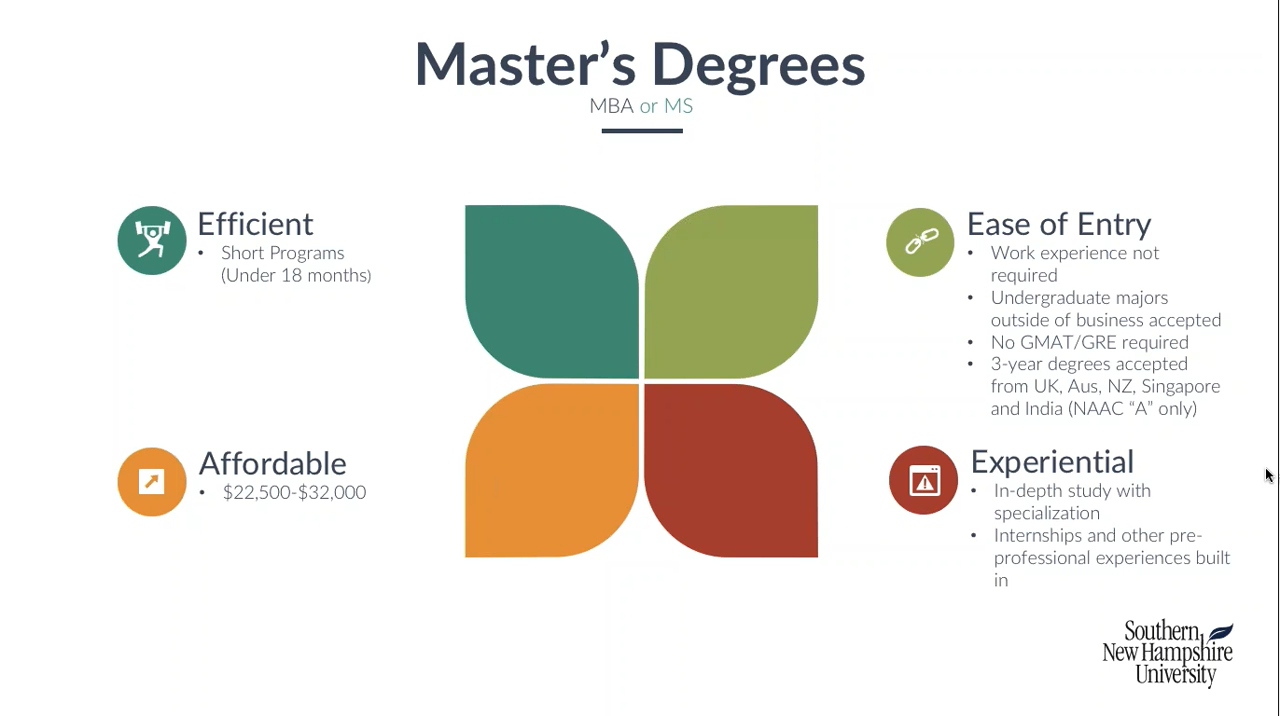 Master’s Degrees
MBA or MS
Efficient
• Short Programs
(Under 18 months)
Affordable
• $22,500-$32,000
Ease of Entry
• Work experience not
required
• Undergraduate majors
outside of business accepted
• No GMAT/GRE required
• 3-year degrees accepted
from UK, Aus, NZ, Singapore
and India (NAAC “A” only)
Experiential
• In-depth study with
specialization
• Internships and other pre-
professional experiences built
in
Southern
New Hampshire
University